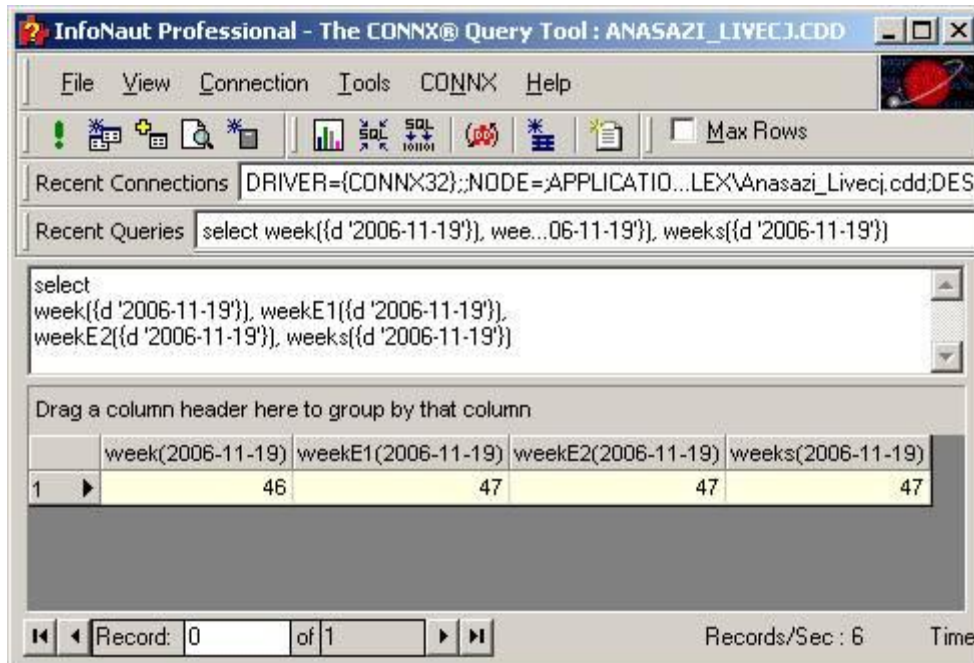 InfoNaut Professional - The CONNX® Query Tool : ANASAZI_LIVECJ.CDD
File View Connection Tools CONNX Help
SQL SQL Max Rows
Recent Connections DRIVER={CONNX32};;NODE=;APPLICATIO...LEX\Anasazi_Livecj.cdd;DES
Recent Queries select week({d '2006-11-19'}), wee...06-11-19'}), weeks({d '2006-11-19'})
select
week({d '2006-11-19'}), weekE1({d '2006-11-19'}),
weekE2({d '2006-11-19'}), weeks({d '2006-11-19'})
Drag a column header here to group by that column
week(2006-11-19) weekE1(2006-11-19) weekE2(2006-11-19) weeks(2006-11-19)
1 46 47 47 47
Record: 0 of 1 Records/Sec : 6 Time